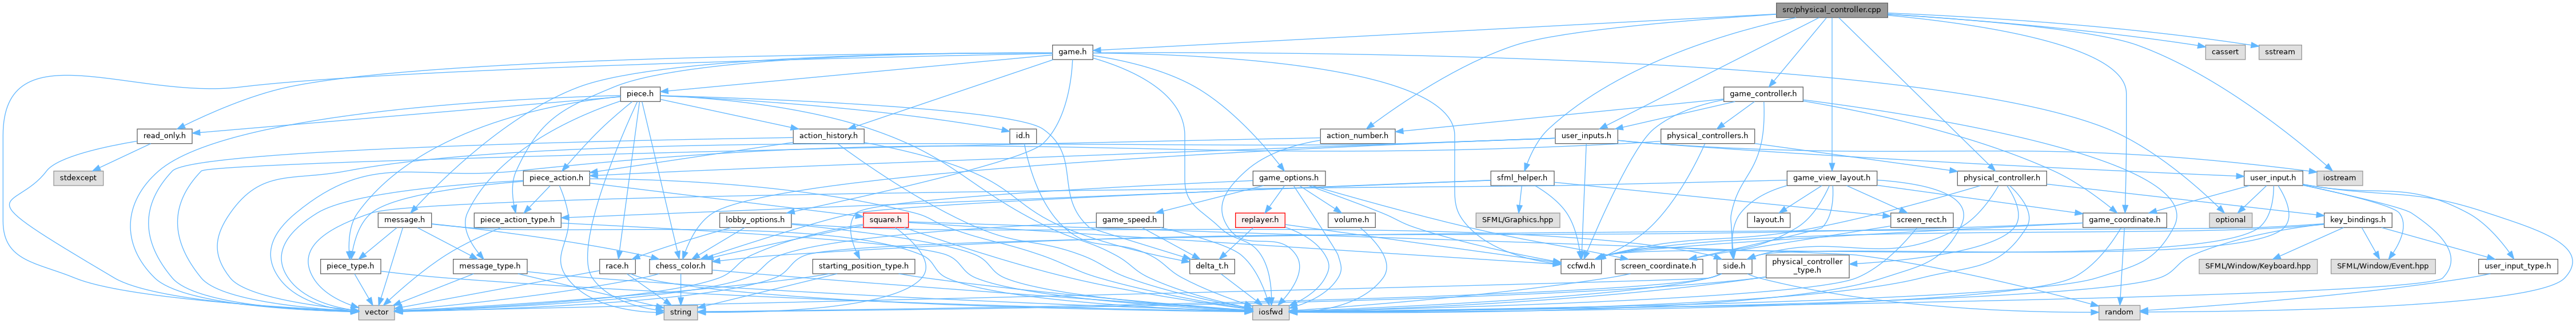 src/physical_controller.cpp
game.h
cassert
sstream
piece.h
game_controller.h
read_only.h
action_history.h
id.h
action_number.h
user_inputs.h
physical_controllers.h
stdexcept
piece_action.h
game_options.h
sfml_helper.h
game_view_layout.h
physical_controller.h
user_input.h
iostream
message.h
piece_action_type.h
lobby_options.h
square.h
game_speed.h
replayer.h
volume.h
SFML/Graphics.hpp
layout.h
screen_rect.h
game_coordinate.h
optional
key_bindings.h
piece_type.h
message_type.h
race.h
chess_color.h
starting_position_type.h
delta_t.h
ccfwd.h
screen_coordinate.h
side.h
physical_controller
_type.h
SFML/Window/Keyboard.hpp
SFML/Window/Event.hpp
user_input_type.h
vector
string
iosfwd
random